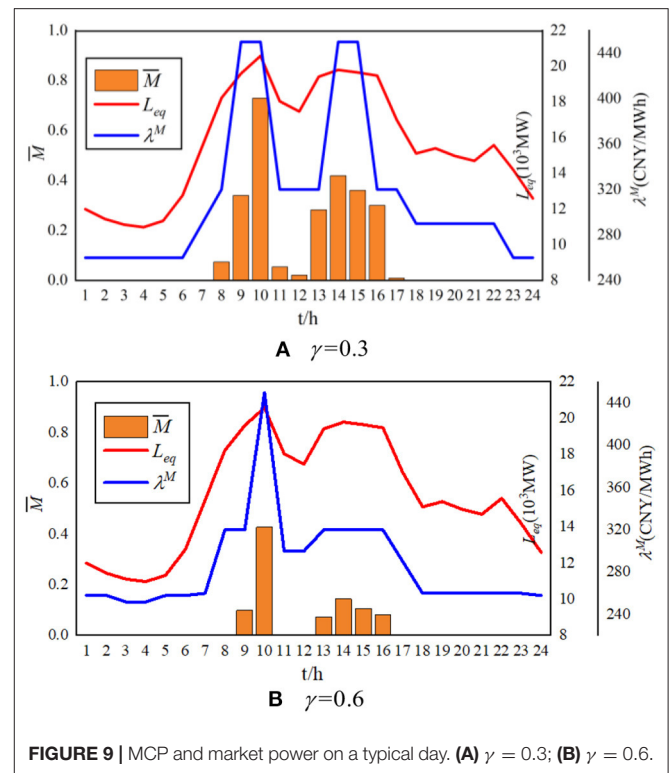 1.0
0.8
0.6
0.4
0.2
0.0
M̅
M̅
L_eq
λ^M
22
20
18
16
14
12
10
8
L_eq(10³MW)
440
400
360
320
280
240
λ^M(CNY/MWh)
1 2 3 4 5 6 7 8 9 10 11 12 13 14 15 16 17 18 19 20 21 22 23 24
t/h
A γ=0.3
1.0
0.8
0.6
0.4
0.2
0.0
M̅
M̅
L_eq
λ^M
22
20
18
16
14
12
10
8
L_eq(10³MW)
440
400
360
320
280
240
λ^M(CNY/MWh)
1 2 3 4 5 6 7 8 9 10 11 12 13 14 15 16 17 18 19 20 21 22 23 24
t/h
B γ=0.6
FIGURE 9 | MCP and market power on a typical day. (A) γ = 0.3; (B) γ = 0.6.